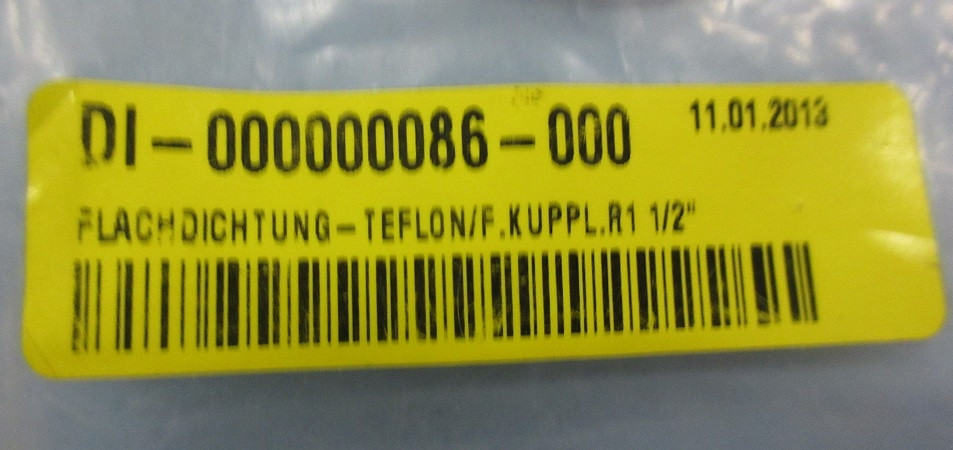 DI-000000086-000 11.01.2013
FLACHDICHTUNG-TEFLON/F.KUPPL.R1 1/2"